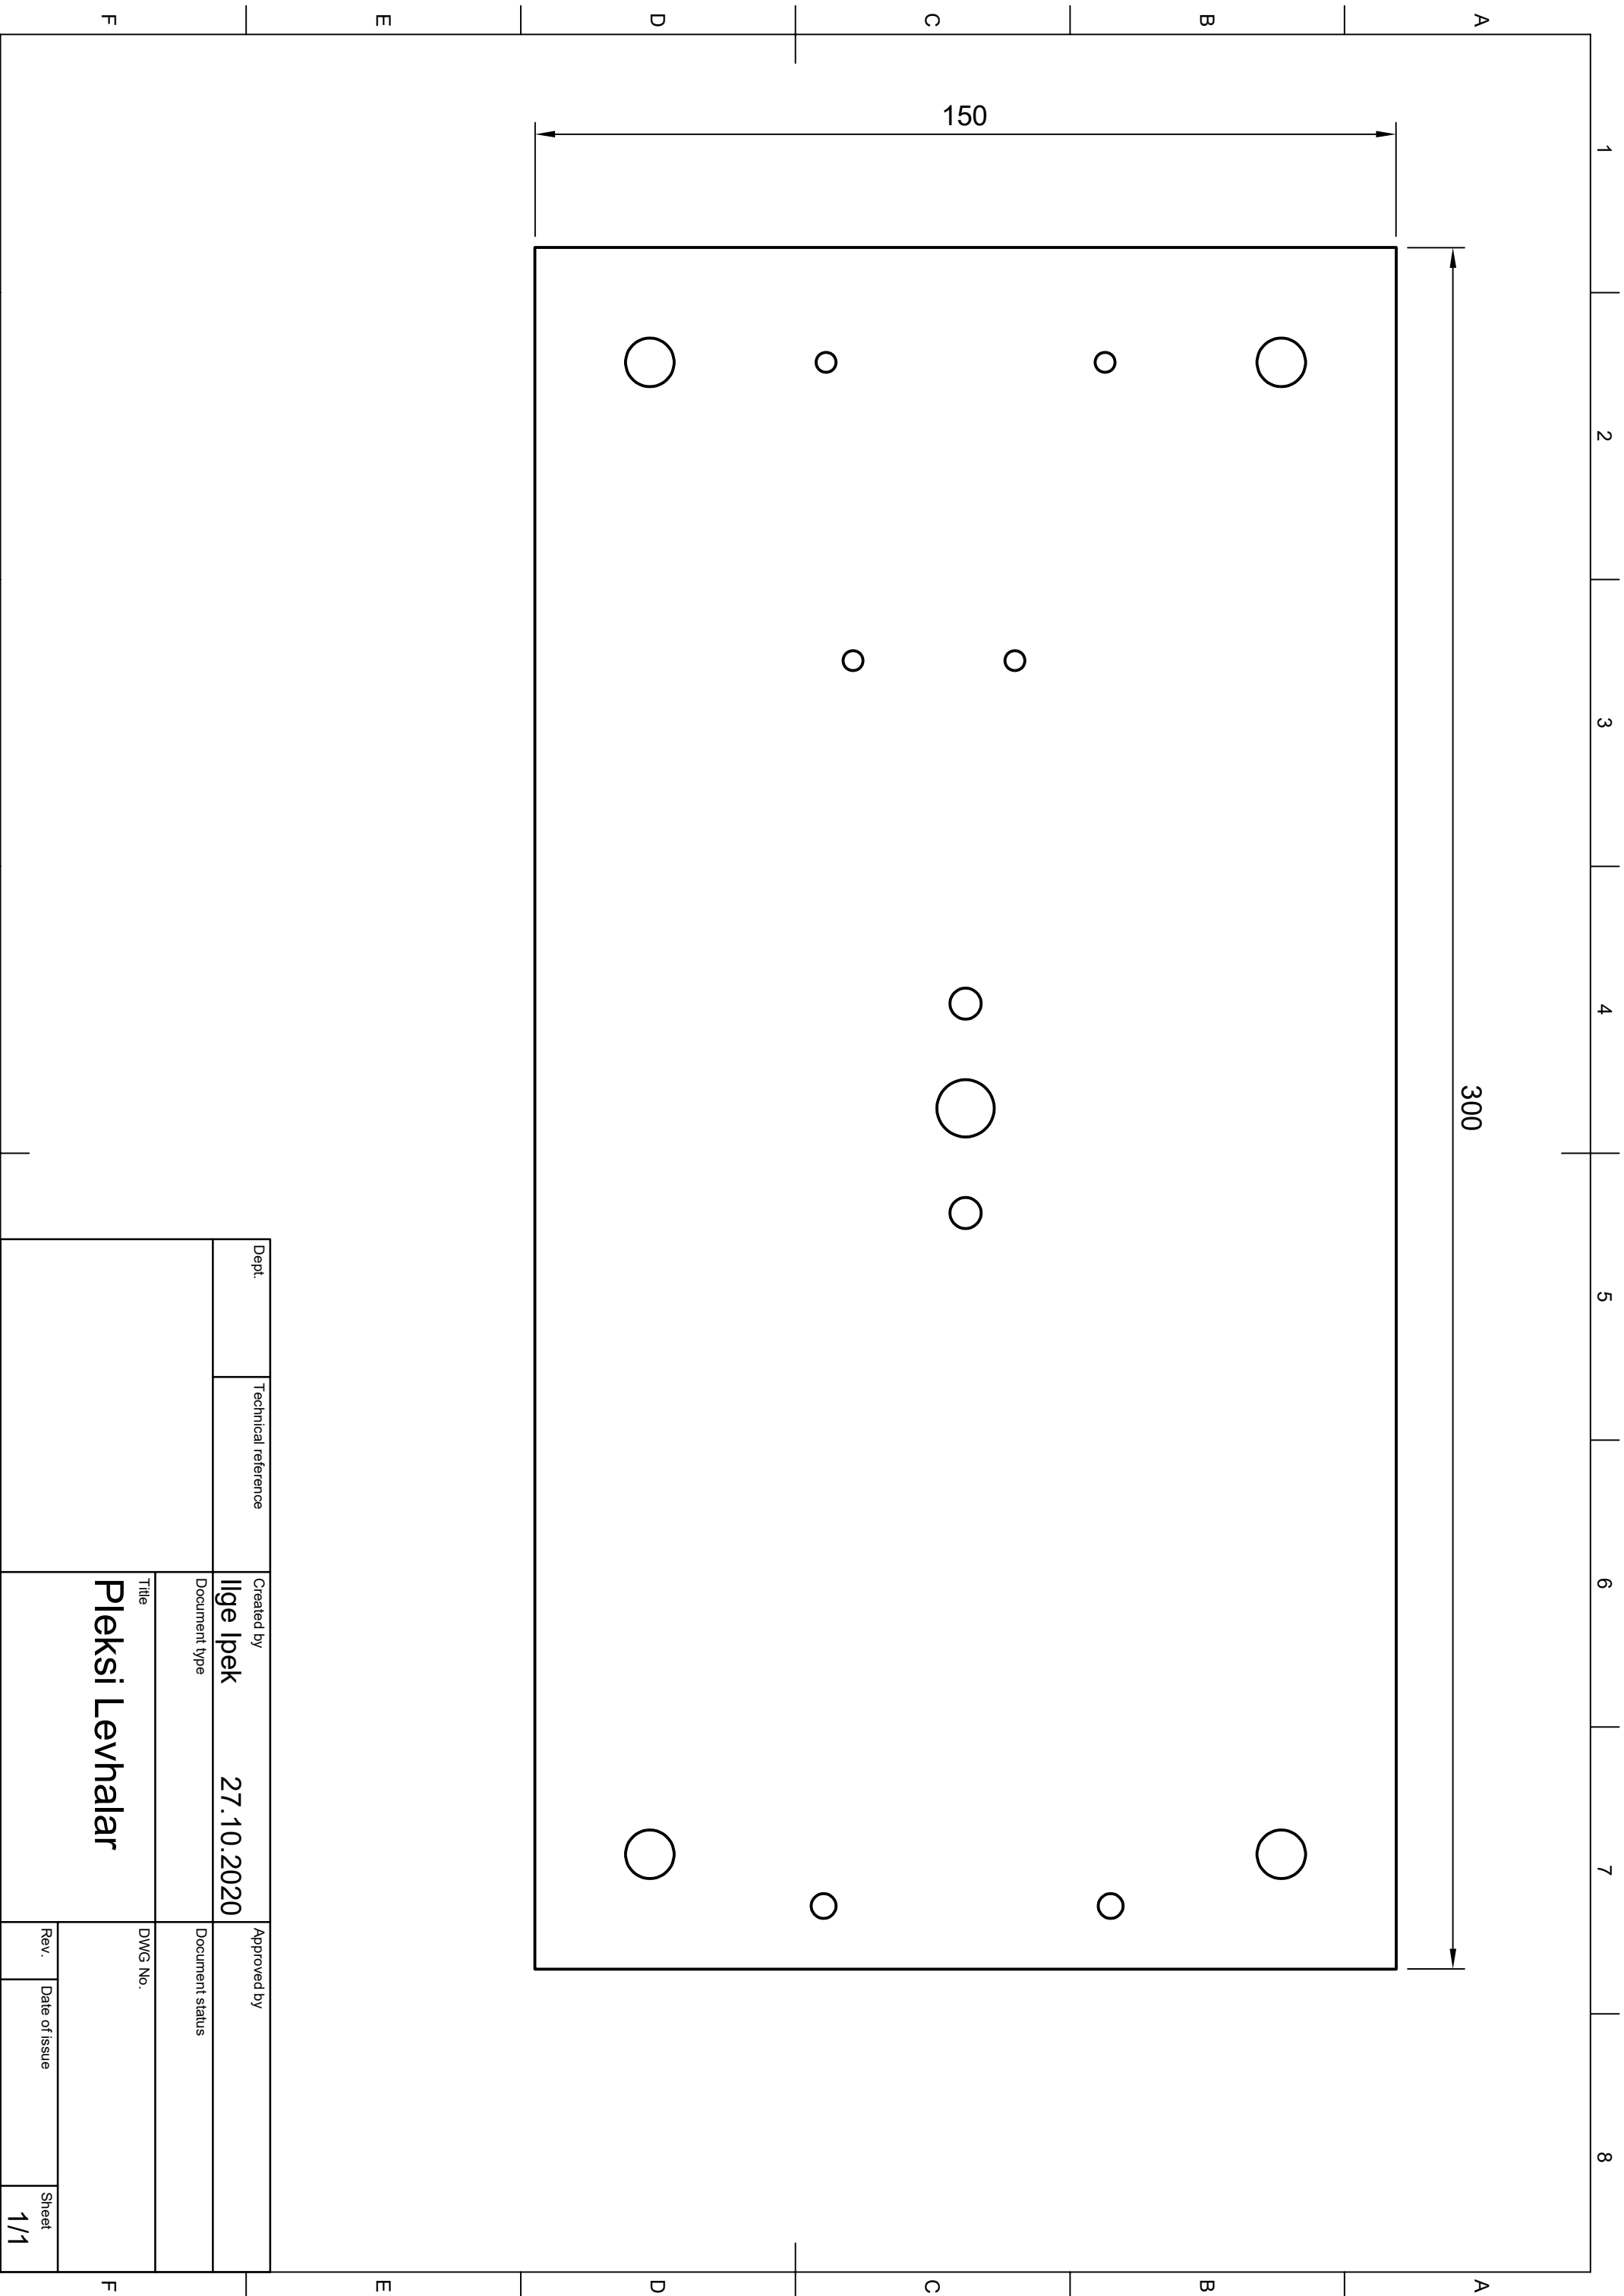 1
2
3
4
5
6
7
8
A
A
B
B
C
C
D
D
E
E
F
F
150
300
Dept.
Technical reference
Created by
Approved by
Ilge Ipek
27.10.2020
Document type
Document status
Title
DWG No.
Pleksi Levhalar
Rev.
Date of issue
Sheet
1/1